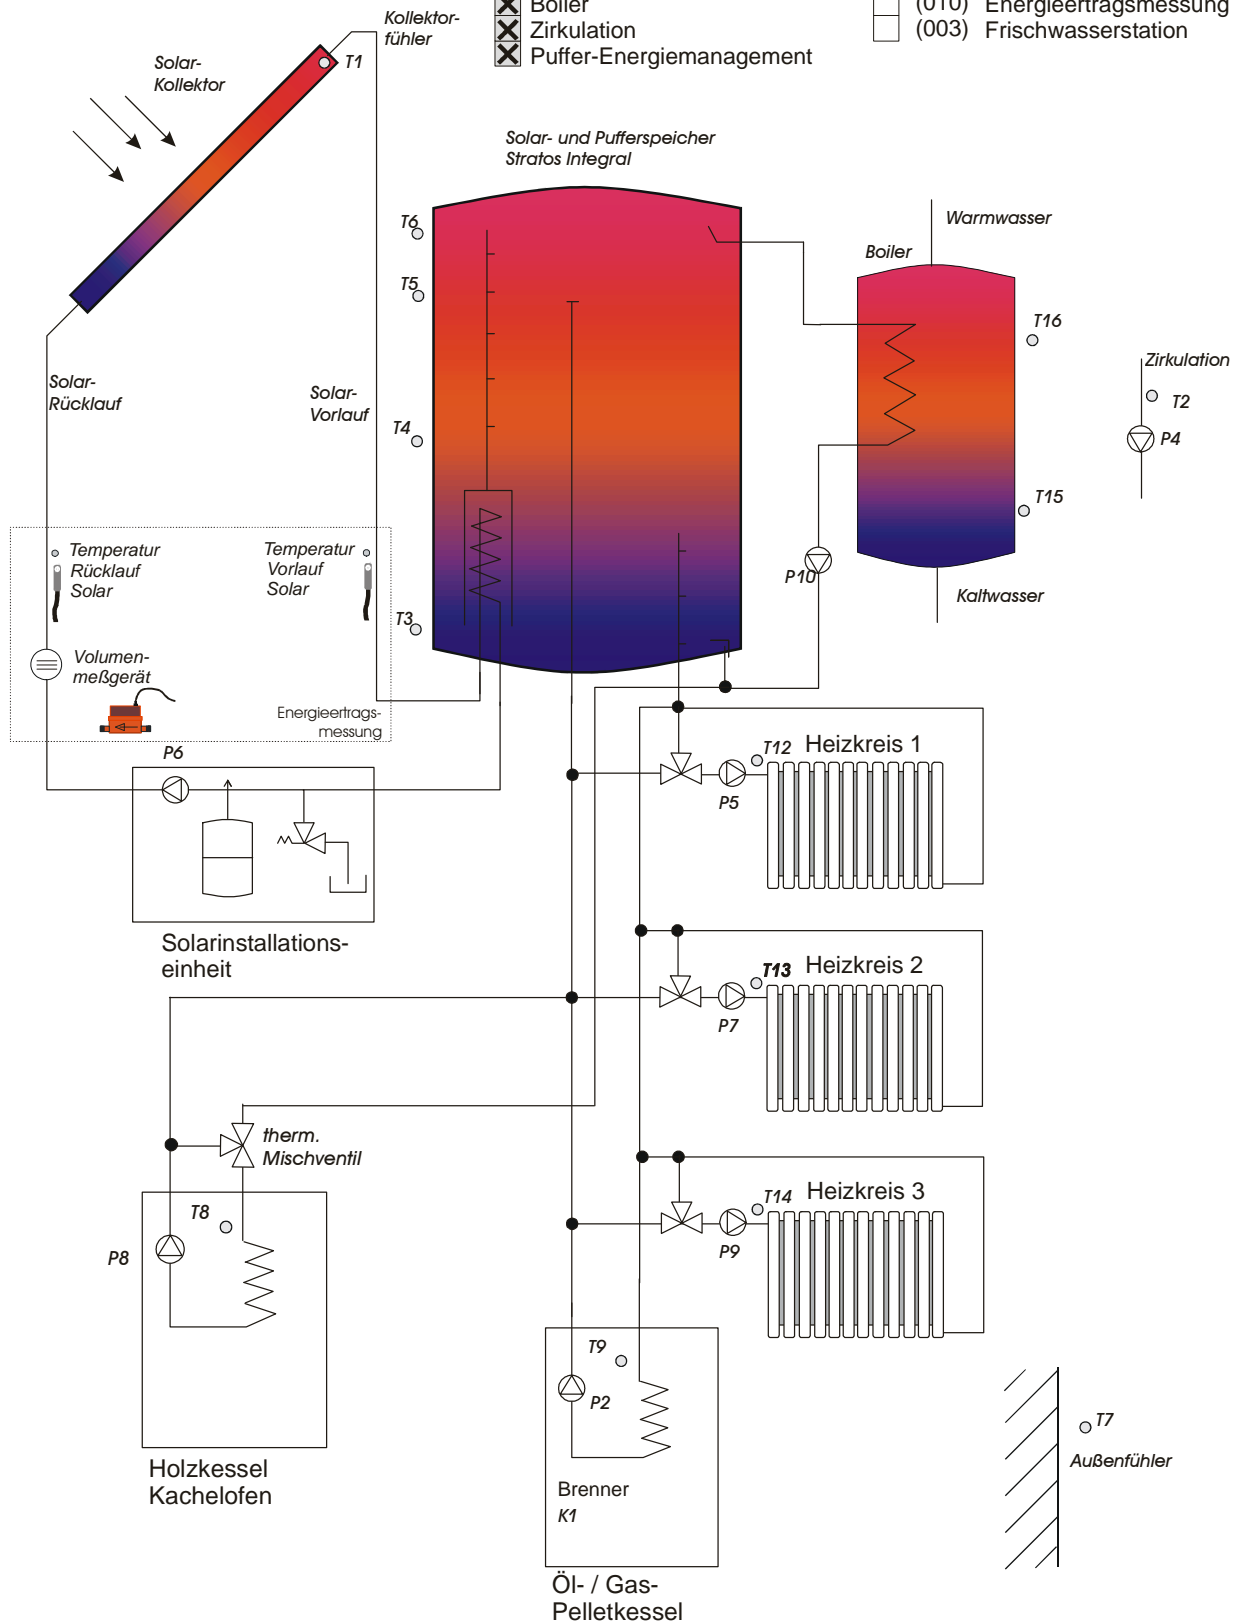 Boiler
Zirkulation
Puffer-Energiemanagement
(010) Energieertragsmessung
(003) Frischwasserstation
Kollektor-
fühler
T1
Solar-
Kollektor
Solar- und Pufferspeicher
Stratos Integral
T6
T5
T4
T3
Warmwasser
Boiler
T16
T15
Zirkulation
T2
P4
P10
Kaltwasser
Solar-
Rücklauf
Solar-
Vorlauf
Temperatur
Rücklauf
Solar
Temperatur
Vorlauf
Solar
Volumen-
meßgerät
Energieertrags-
messung
P6
Solarinstallations-
einheit
T12 Heizkreis 1
P5
T13 Heizkreis 2
P7
therm.
Mischventil
T14 Heizkreis 3
P9
T8
P8
Holzkessel
Kachelofen
T9
P2
Brenner
K1
Öl- / Gas-
Pelletkessel
T7
Außenfühler